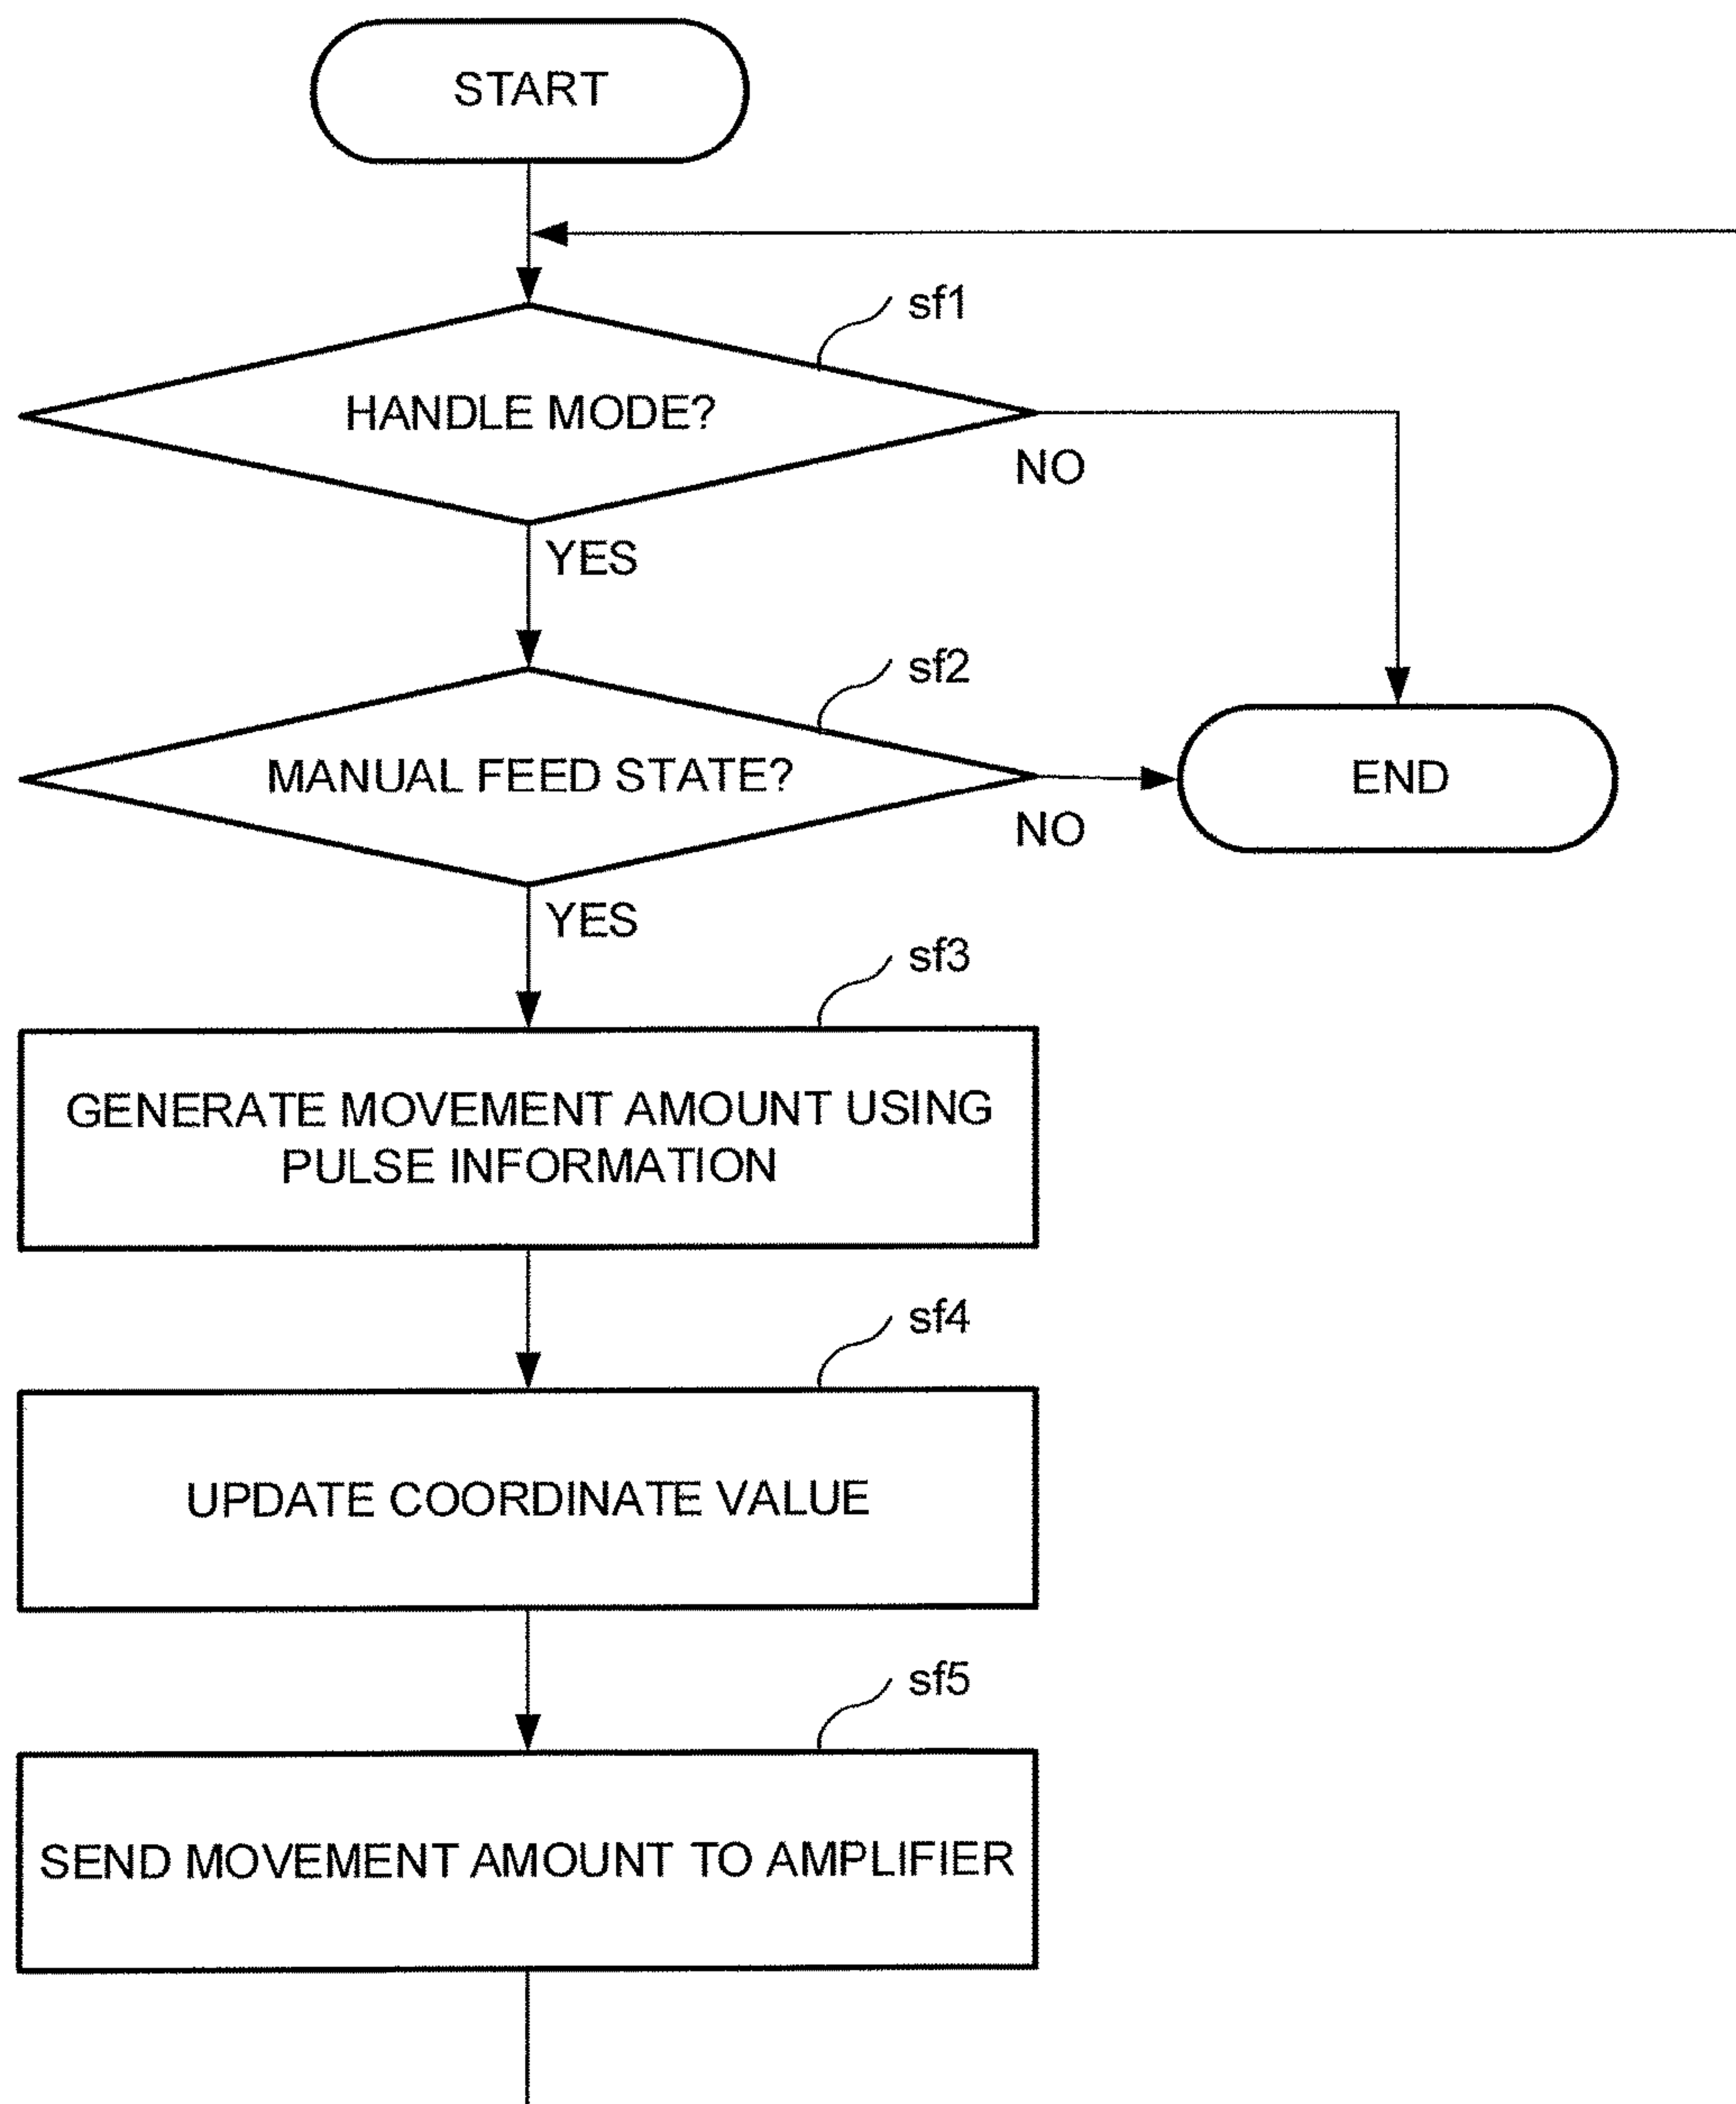 START
sf1
HANDLE MODE?
NO
YES
sf2
MANUAL FEED STATE?
END
NO
YES
sf3
GENERATE MOVEMENT AMOUNT USING
PULSE INFORMATION
sf4
UPDATE COORDINATE VALUE
sf5
SEND MOVEMENT AMOUNT TO AMPLIFIER